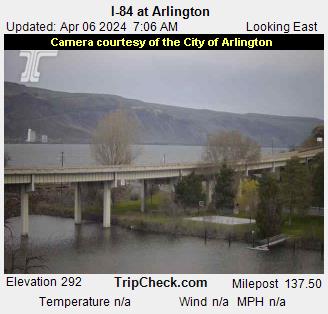 I-84 at Arlington
Updated: Apr 06 2024 7:06 AM Looking East
Camera courtesy of the City of Arlington
Elevation 292 TripCheck.com Milepost 137.50
Temperature n/a Wind n/a MPH n/a